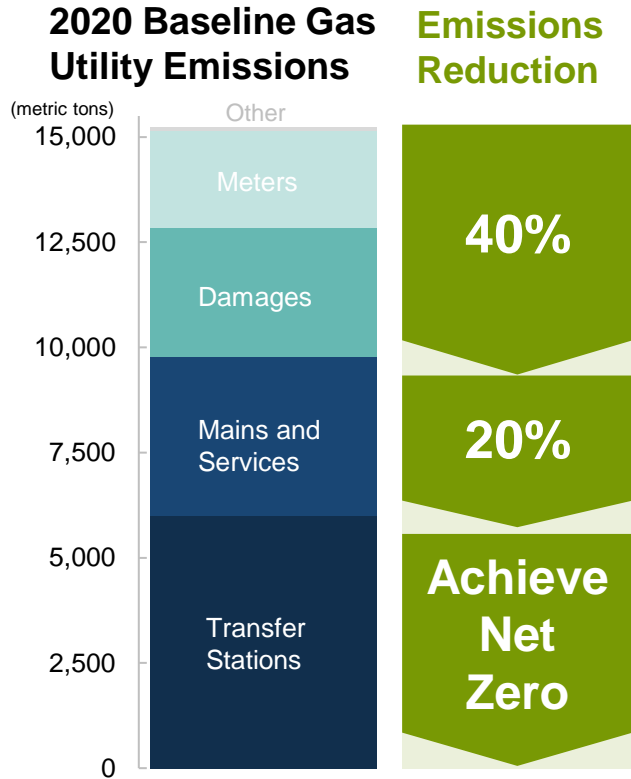 2020 Baseline Gas
Utility Emissions
Emissions
Reduction
(metric tons)
15,000
12,500
10,000
7,500
5,000
2,500
0
Other
Meters
Damages
Mains and
Services
Transfer
Stations
40%
20%
Achieve
Net
Zero